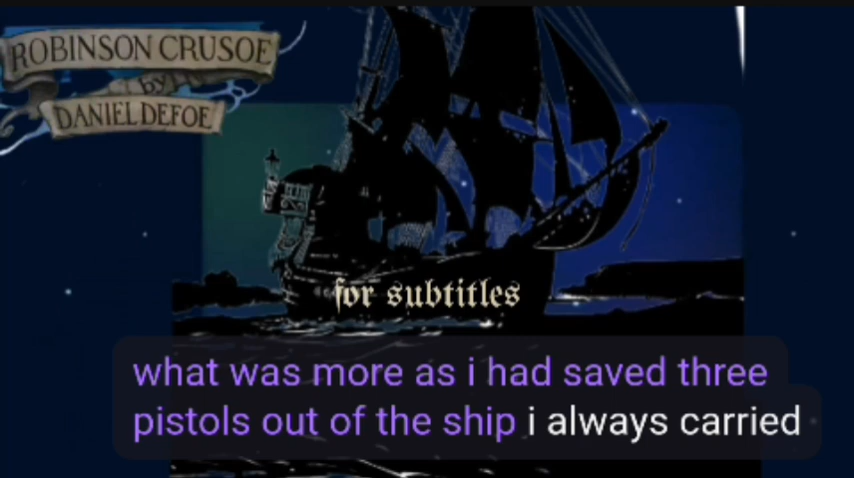 ROBINSON CRUSOE
by
DANIEL DEFOE
for subtitles
what was more as i had saved three
pistols out of the ship i always carried